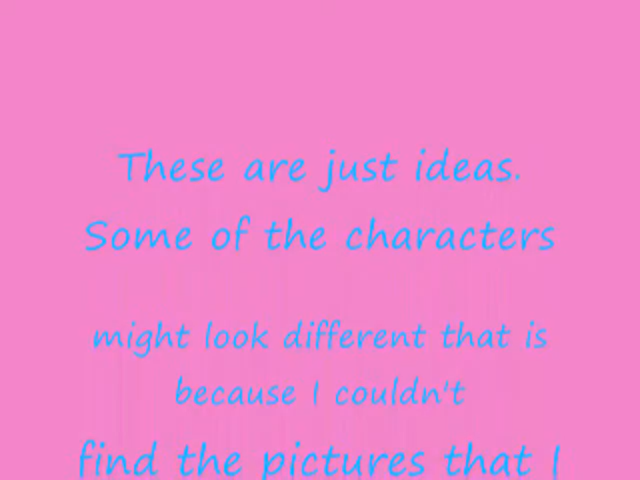 These are just ideas.
Some of the characters
might look different that is
because I couldn't
find the pictures that I